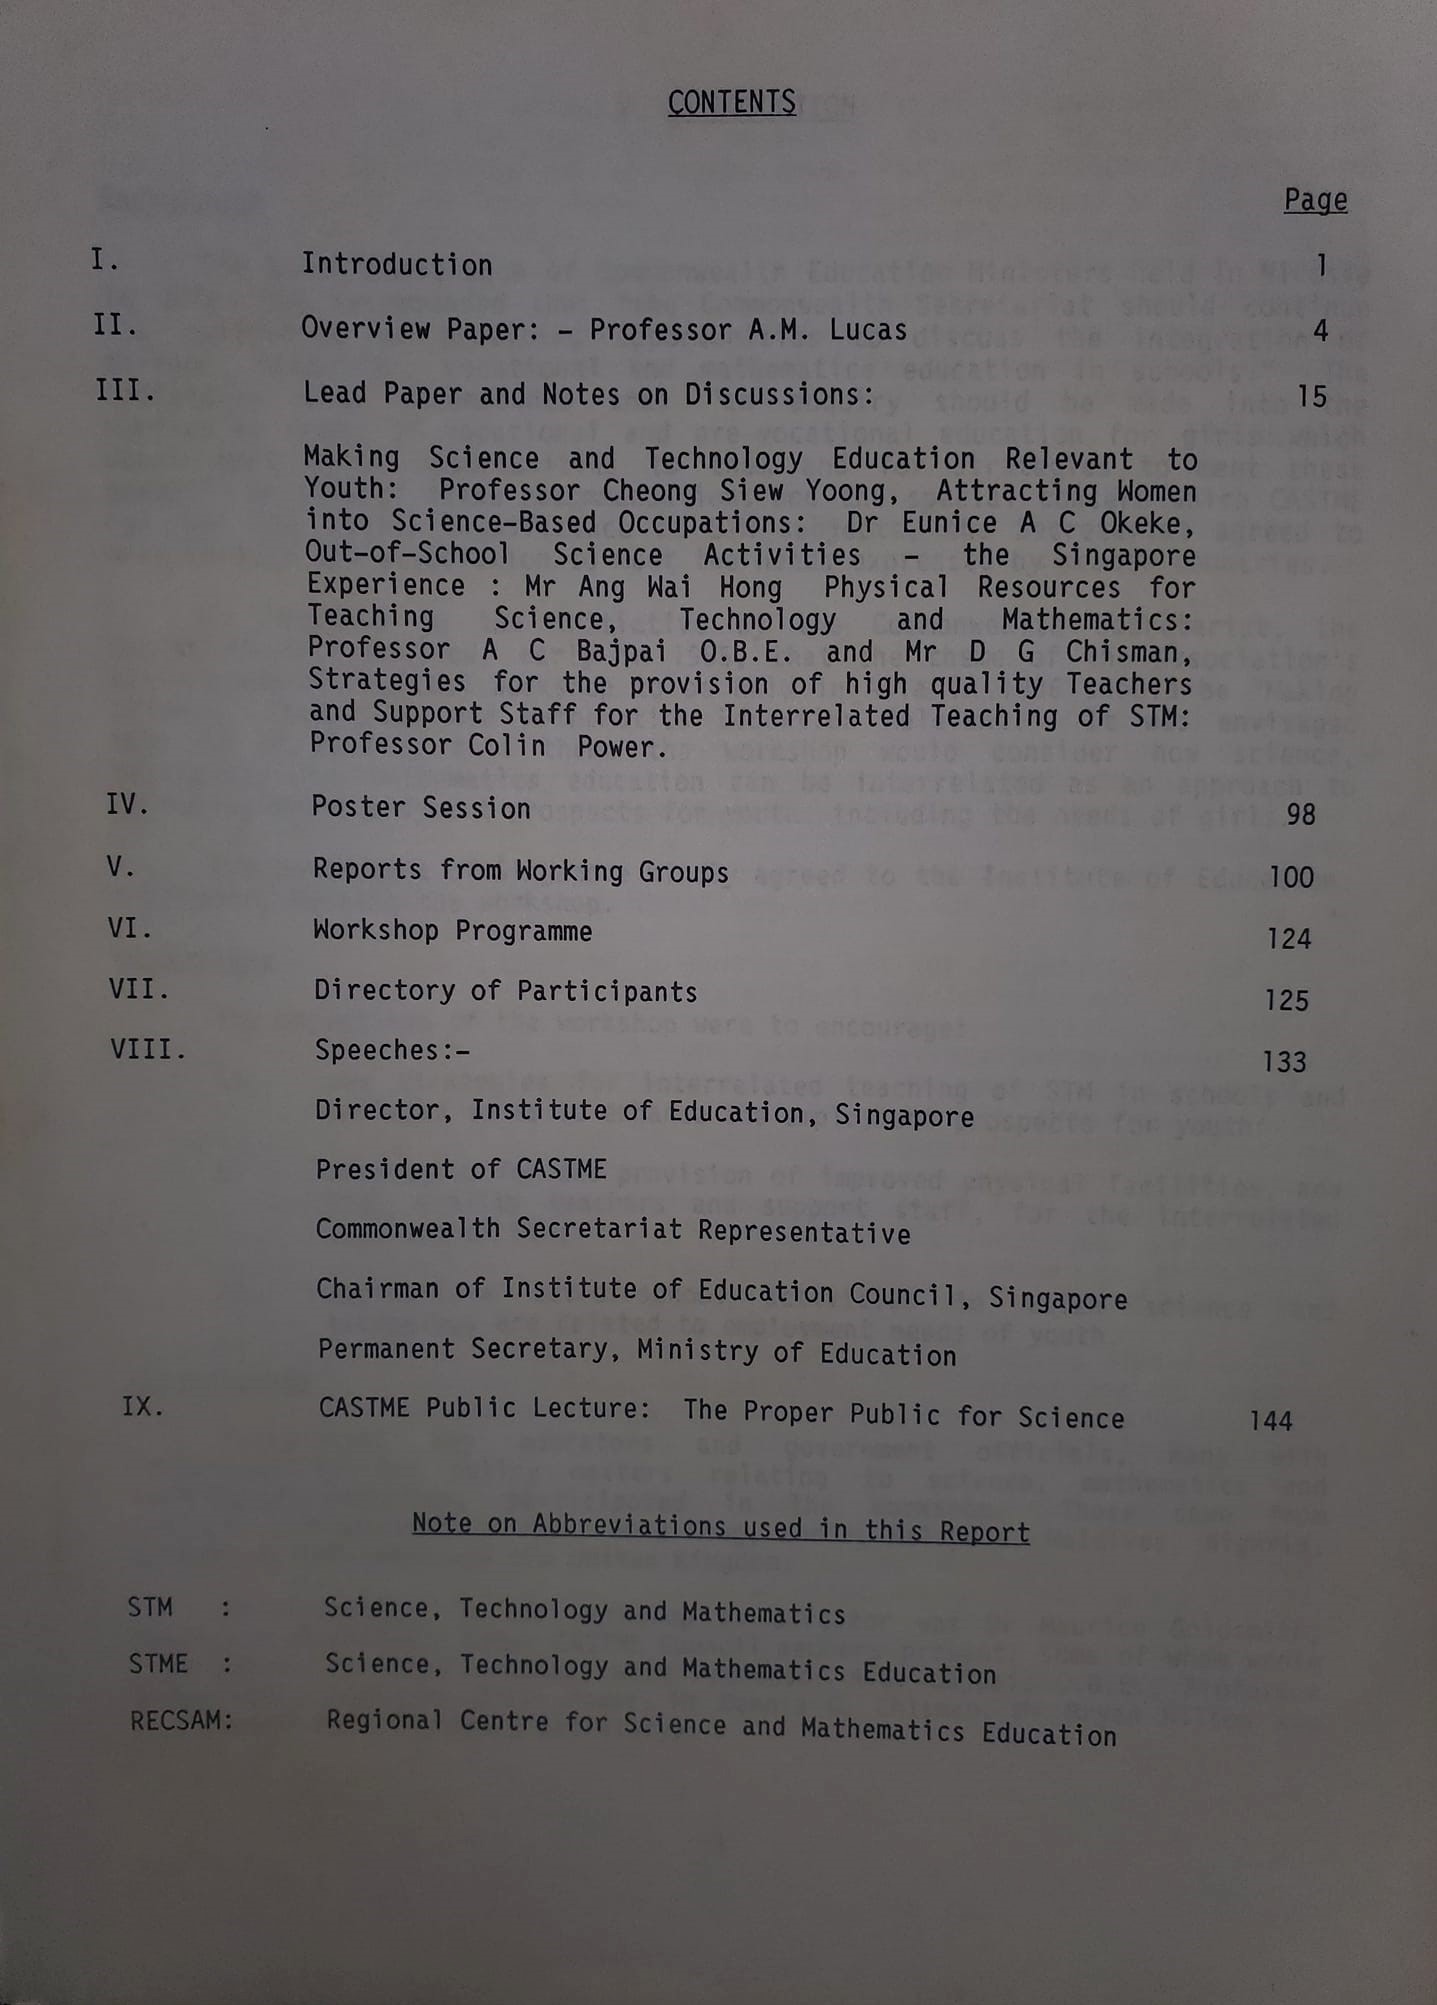 CONTENTS
Page
I. Introduction 1
II. Overview Paper: - Professor A.M. Lucas 4
III. Lead Paper and Notes on Discussions: 15
Making Science and Technology Education Relevant to
Youth: Professor Cheong Siew Yoong, Attracting Women
into Science-Based Occupations: Dr Eunice A C Okeke,
Out-of-School Science Activities - the Singapore
Experience : Mr Ang Wai Hong Physical Resources for
Teaching Science, Technology and Mathematics:
Professor A C Bajpai O.B.E. and Mr D G Chisman,
Strategies for the provision of high quality Teachers
and Support Staff for the Interrelated Teaching of STM:
Professor Colin Power.
IV. Poster Session 98
V. Reports from Working Groups 100
VI. Workshop Programme 124
VII. Directory of Participants 125
VIII. Speeches:- 133
Director, Institute of Education, Singapore
President of CASTME
Commonwealth Secretariat Representative
Chairman of Institute of Education Council, Singapore
Permanent Secretary, Ministry of Education
IX. CASTME Public Lecture: The Proper Public for Science 144
Note on Abbreviations used in this Report
STM : Science, Technology and Mathematics
STME : Science, Technology and Mathematics Education
RECSAM: Regional Centre for Science and Mathematics Education